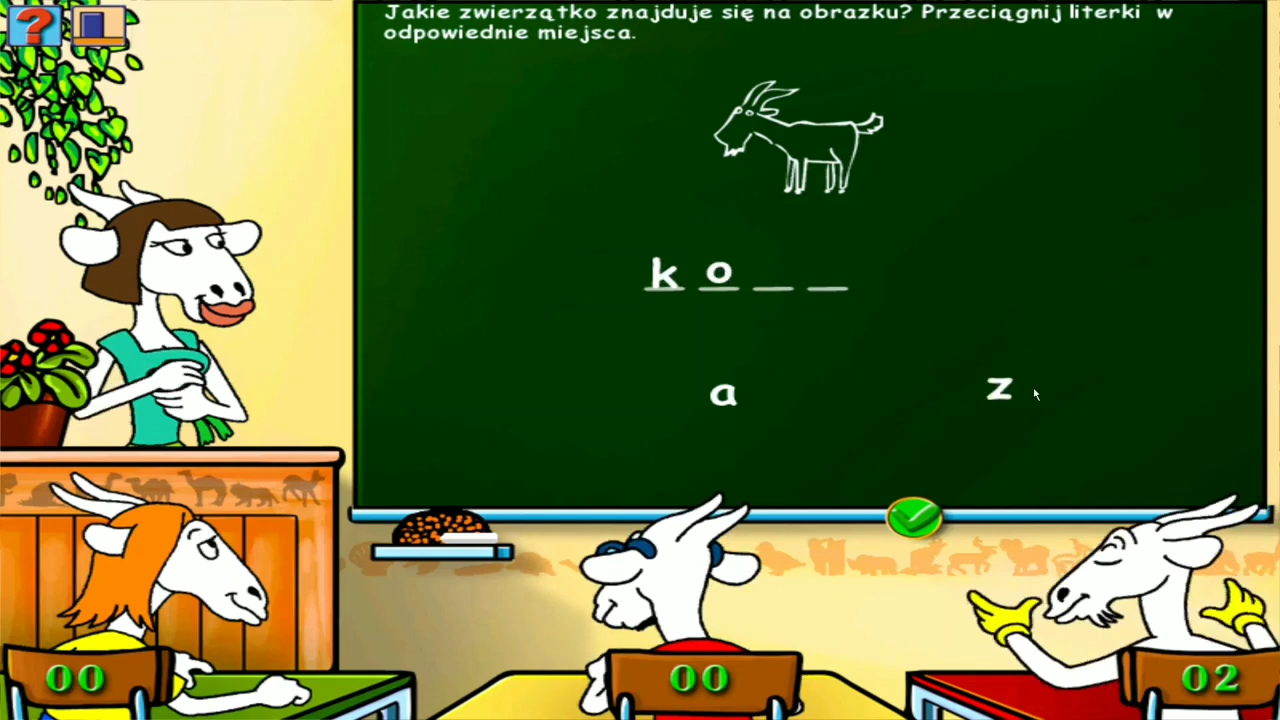 ?
Jakie zwierzątko znajduje się na obrazku? Przeciągnij literki w
odpowiednie miejsca.
k o _ _
a z
00 00 02